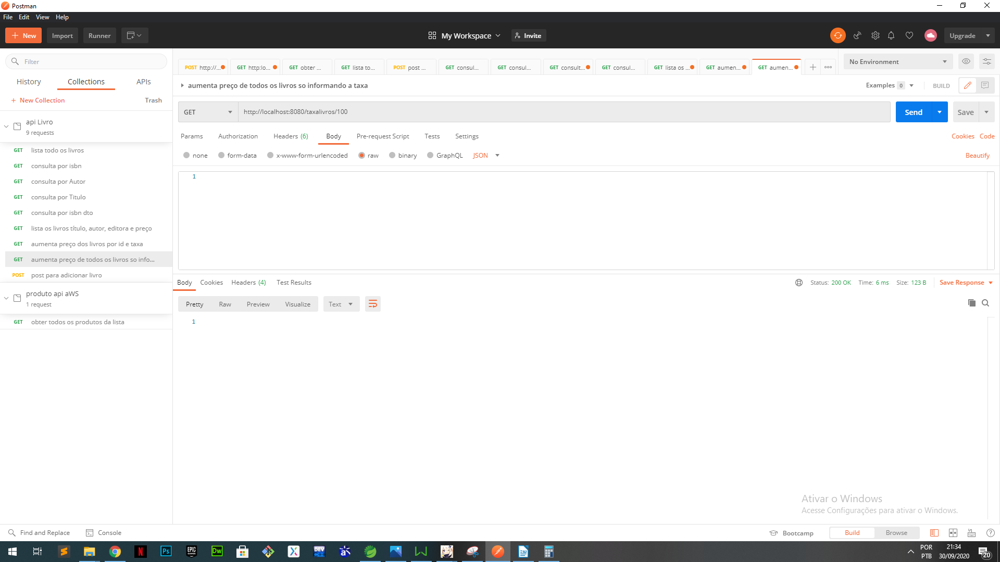 Postman
File Edit View Help
New Import Runner My Workspace Invite Upgrade
Filter
History Collections APIs
New Collection Trash
api Livro
9 requests
GET lista todo os livros
GET consulta por isbn
GET consulta por Autor
GET consulta por Titulo
GET consulta por isbn dto
GET lista os livros título, autor, editora e preço
GET aumenta preço dos livros por id e taxa
GET aumenta preço de todos os livros so info...
POST post para adicionar livro
produto api aWS
1 request
GET obter todos os produtos da lista
POST http://... GET http:lo... GET obter ... GET lista to... POST post ... GET consul... GET consul... GET consult... GET consul... GET lista os ... GET aumen... GET aumen... No Environment
aumenta preço de todos os livros so informando a taxa Examples 0 BUILD
GET http://localhost:8080/taxalivros/100 Send Save
Params Authorization Headers (6) Body Pre-request Script Tests Settings Cookies Code
none form-data x-www-form-urlencoded raw binary GraphQL JSON Beautify
1
Body Cookies Headers (4) Test Results Status: 200 OK Time: 6 ms Size: 123 B Save Response
Pretty Raw Preview Visualize Text
1
Ativar o Windows
Acesse Configurações para ativar o Windows.
Find and Replace Console Bootcamp Build Browse
N Ps EPIC GAMES Dw DEV C++
POR
PTB
21:34
30/09/2020
20